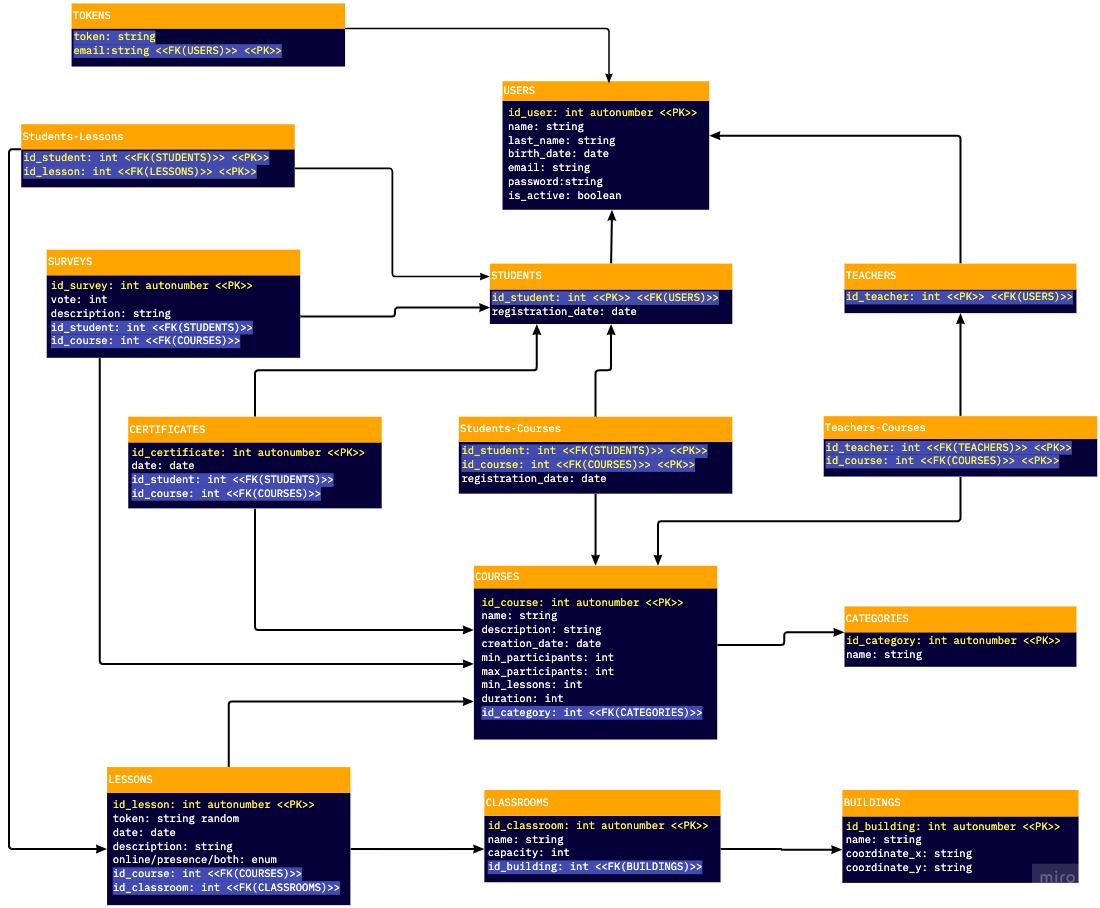 TOKENS
token: string
email:string <<FK(USERS)>> <<PK>>
USERS
id_user: int autonumber <<PK>>
name: string
last_name: string
birth_date: date
email: string
password:string
is_active: boolean
Students-Lessons
id_student: int <<FK(STUDENTS)>> <<PK>>
id_lesson: int <<FK(LESSONS)>> <<PK>>
SURVEYS
id_survey: int autonumber <<PK>>
vote: int
description: string
id_student: int <<FK(STUDENTS)>>
id_course: int <<FK(COURSES)>>
STUDENTS
id_student: int <<PK>> <<FK(USERS)>>
registration_date: date
TEACHERS
id_teacher: int <<PK>> <<FK(USERS)>>
CERTIFICATES
id_certificate: int autonumber <<PK>>
date: date
id_student: int <<FK(STUDENTS)>>
id_course: int <<FK(COURSES)>>
Students-Courses
id_student: int <<FK(STUDENTS)>> <<PK>>
id_course: int <<FK(COURSES)>> <<PK>>
registration_date: date
Teachers-Courses
id_teacher: int <<FK(TEACHERS)>> <<PK>>
id_course: int <<FK(COURSES)>> <<PK>>
COURSES
id_course: int autonumber <<PK>>
name: string
description: string
creation_date: date
min_participants: int
max_participants: int
min_lessons: int
duration: int
id_category: int <<FK(CATEGORIES)>>
CATEGORIES
id_category: int autonumber <<PK>>
name: string
LESSONS
id_lesson: int autonumber <<PK>>
token: string random
date: date
description: string
online/presence/both: enum
id_course: int <<FK(COURSES)>>
id_classroom: int <<FK(CLASSROOMS)>>
CLASSROOMS
id_classroom: int autonumber <<PK>>
name: string
capacity: int
id_building: int <<FK(BUILDINGS)>>
BUILDINGS
id_building: int autonumber <<PK>>
name: string
coordinate_x: string
coordinate_y: string
miro